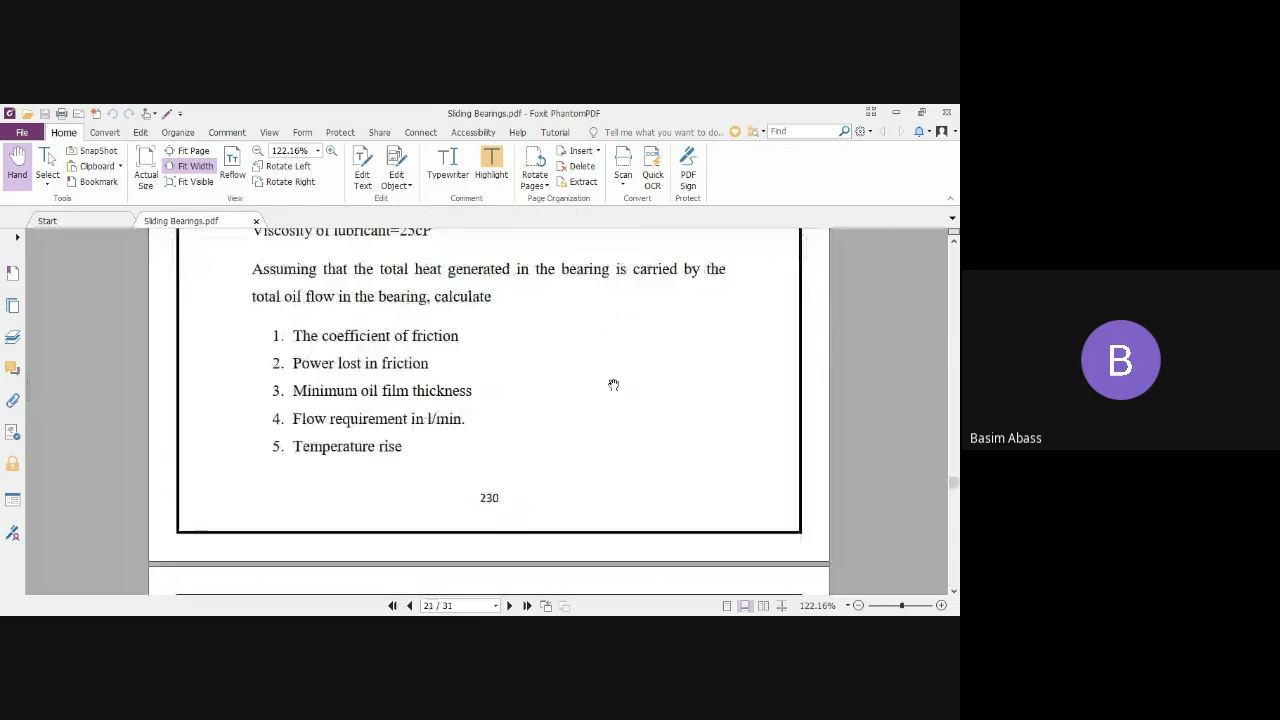 Sliding Bearings.pdf - Foxit PhantomPDF
File Home Convert Edit Organize Comment View Form Protect Share Connect Accessibility Help Tutorial Tell me what you want to do.. Find
Hand
Select
SnapShot
Clipboard
Bookmark
Tools
Actual Size
Fit Page
Fit Width
Fit Visible
Reflow
122.16%
Rotate Left
Rotate Right
View
Edit Text
Edit Object
Edit
Typewriter
Highlight
Comment
Rotate Pages
Insert
Delete
Extract
Page Organization
Scan
Quick OCR
Convert
PDF Sign
Protect
Start
Sliding Bearings.pdf
Viscosity of lubricant=25cP
Assuming that the total heat generated in the bearing is carried by the
total oil flow in the bearing, calculate
1. The coefficient of friction
2. Power lost in friction
3. Minimum oil film thickness
4. Flow requirement in l/min.
5. Temperature rise
230
21 / 31
122.16%
B
Basim Abass